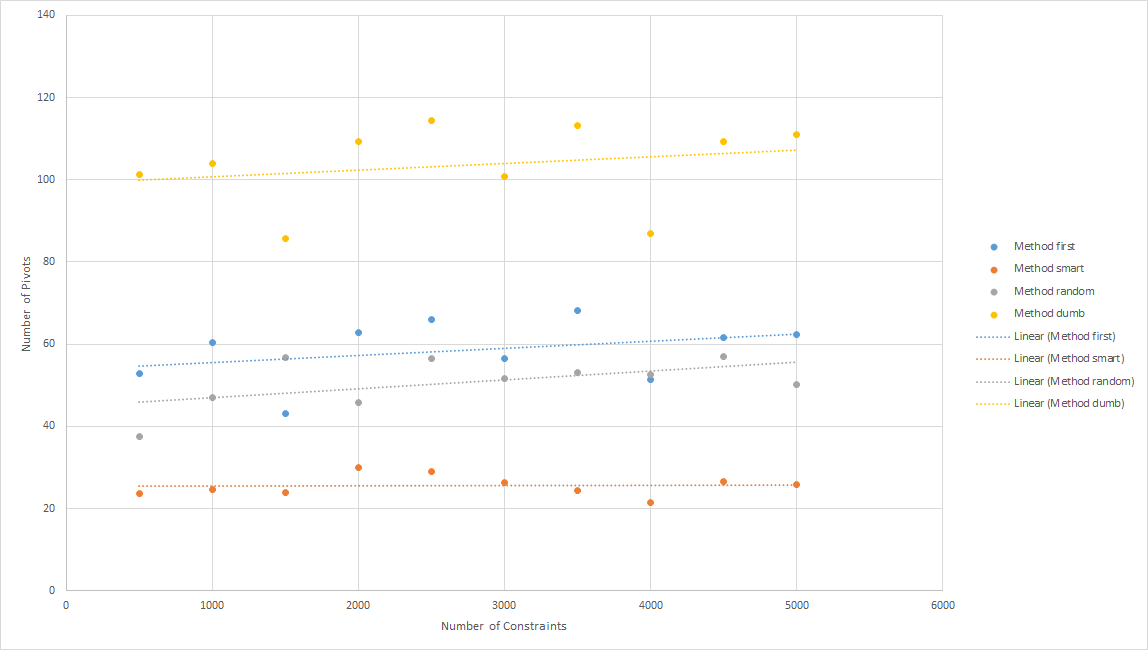 140
120
100
80
60
40
20
0
Number of Pivots
0 1000 2000 3000 4000 5000 6000
Number of Constraints
Method first
Method smart
Method random
Method dumb
Linear (Method first)
Linear (Method smart)
Linear (Method random)
Linear (Method dumb)